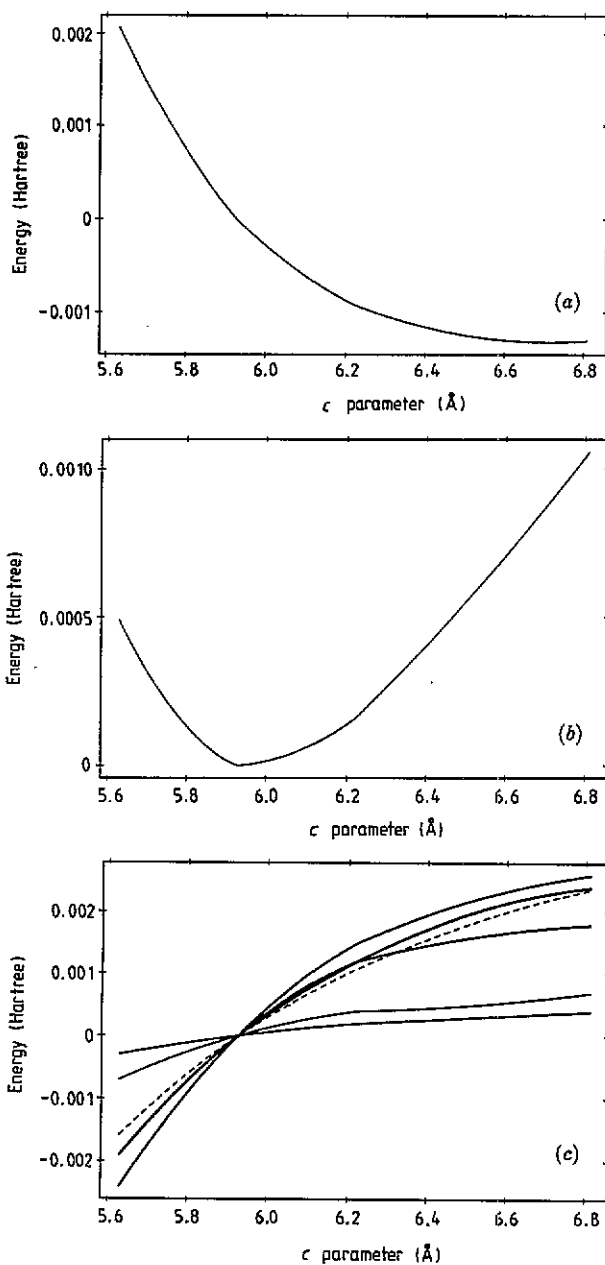 0.002
0.001
0
-0.001
Energy (Hartree)
(a)
5.6 5.8 6.0 6.2 6.4 6.6 6.8
c parameter (Å)
0.0010
0.0005
0
Energy (Hartree)
(b)
5.6 5.8 6.0 6.2 6.4 6.6 6.8
c parameter (Å)
0.002
0.001
0
-0.001
-0.002
Energy (Hartree)
(c)
5.6 5.8 6.0 6.2 6.4 6.6 6.8
c parameter (Å)